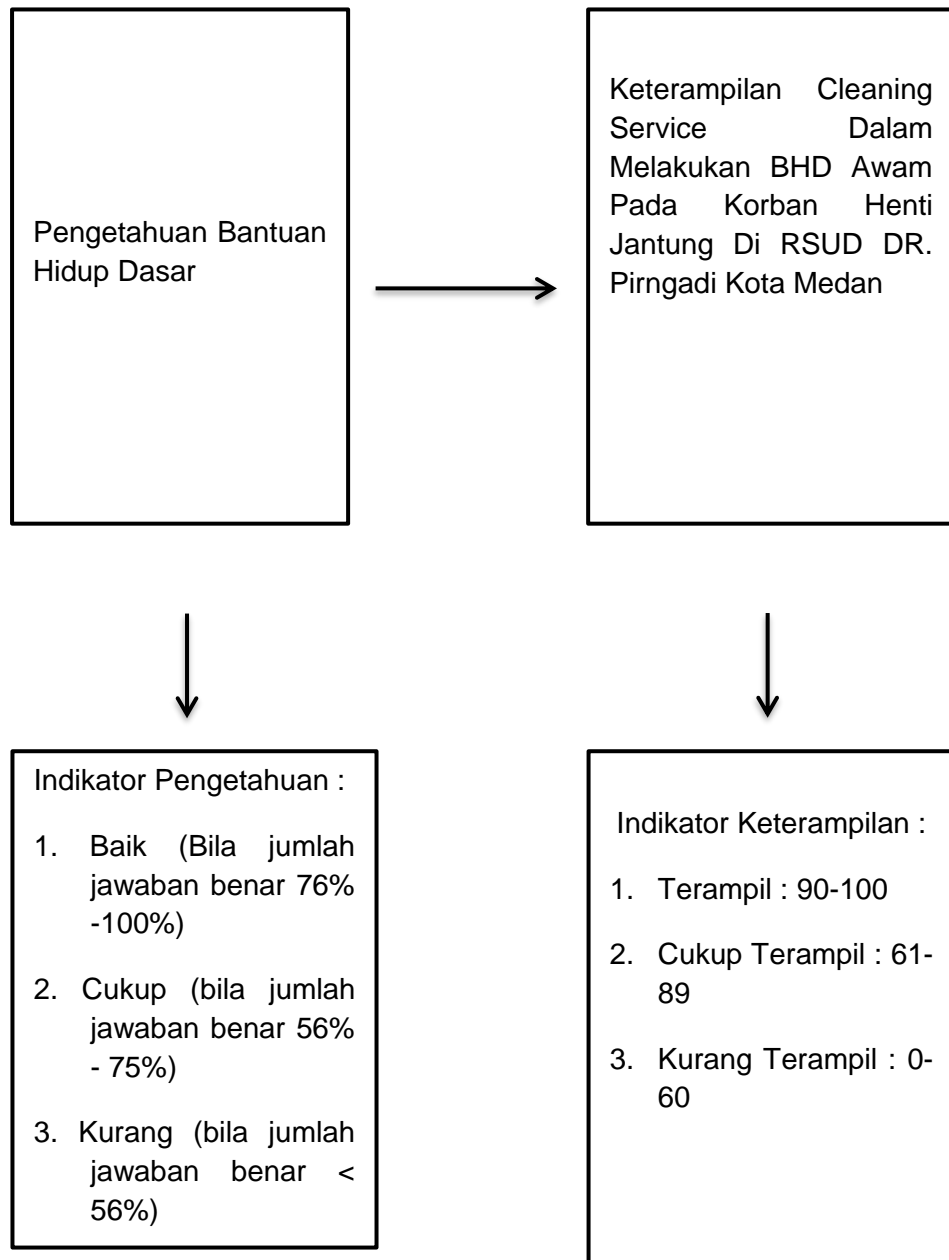 Pengetahuan Bantuan
Hidup Dasar
Keterampilan Cleaning
Service Dalam
Melakukan BHD Awam
Pada Korban Henti
Jantung Di RSUD DR.
Pirngadi Kota Medan
Indikator Pengetahuan :
1. Baik (Bila jumlah
jawaban benar 76%
-100%)
2. Cukup (bila jumlah
jawaban benar 56%
- 75%)
3. Kurang (bila jumlah
jawaban benar <
56%)
Indikator Keterampilan :
1. Terampil : 90-100
2. Cukup Terampil : 61-
89
3. Kurang Terampil : 0-
60